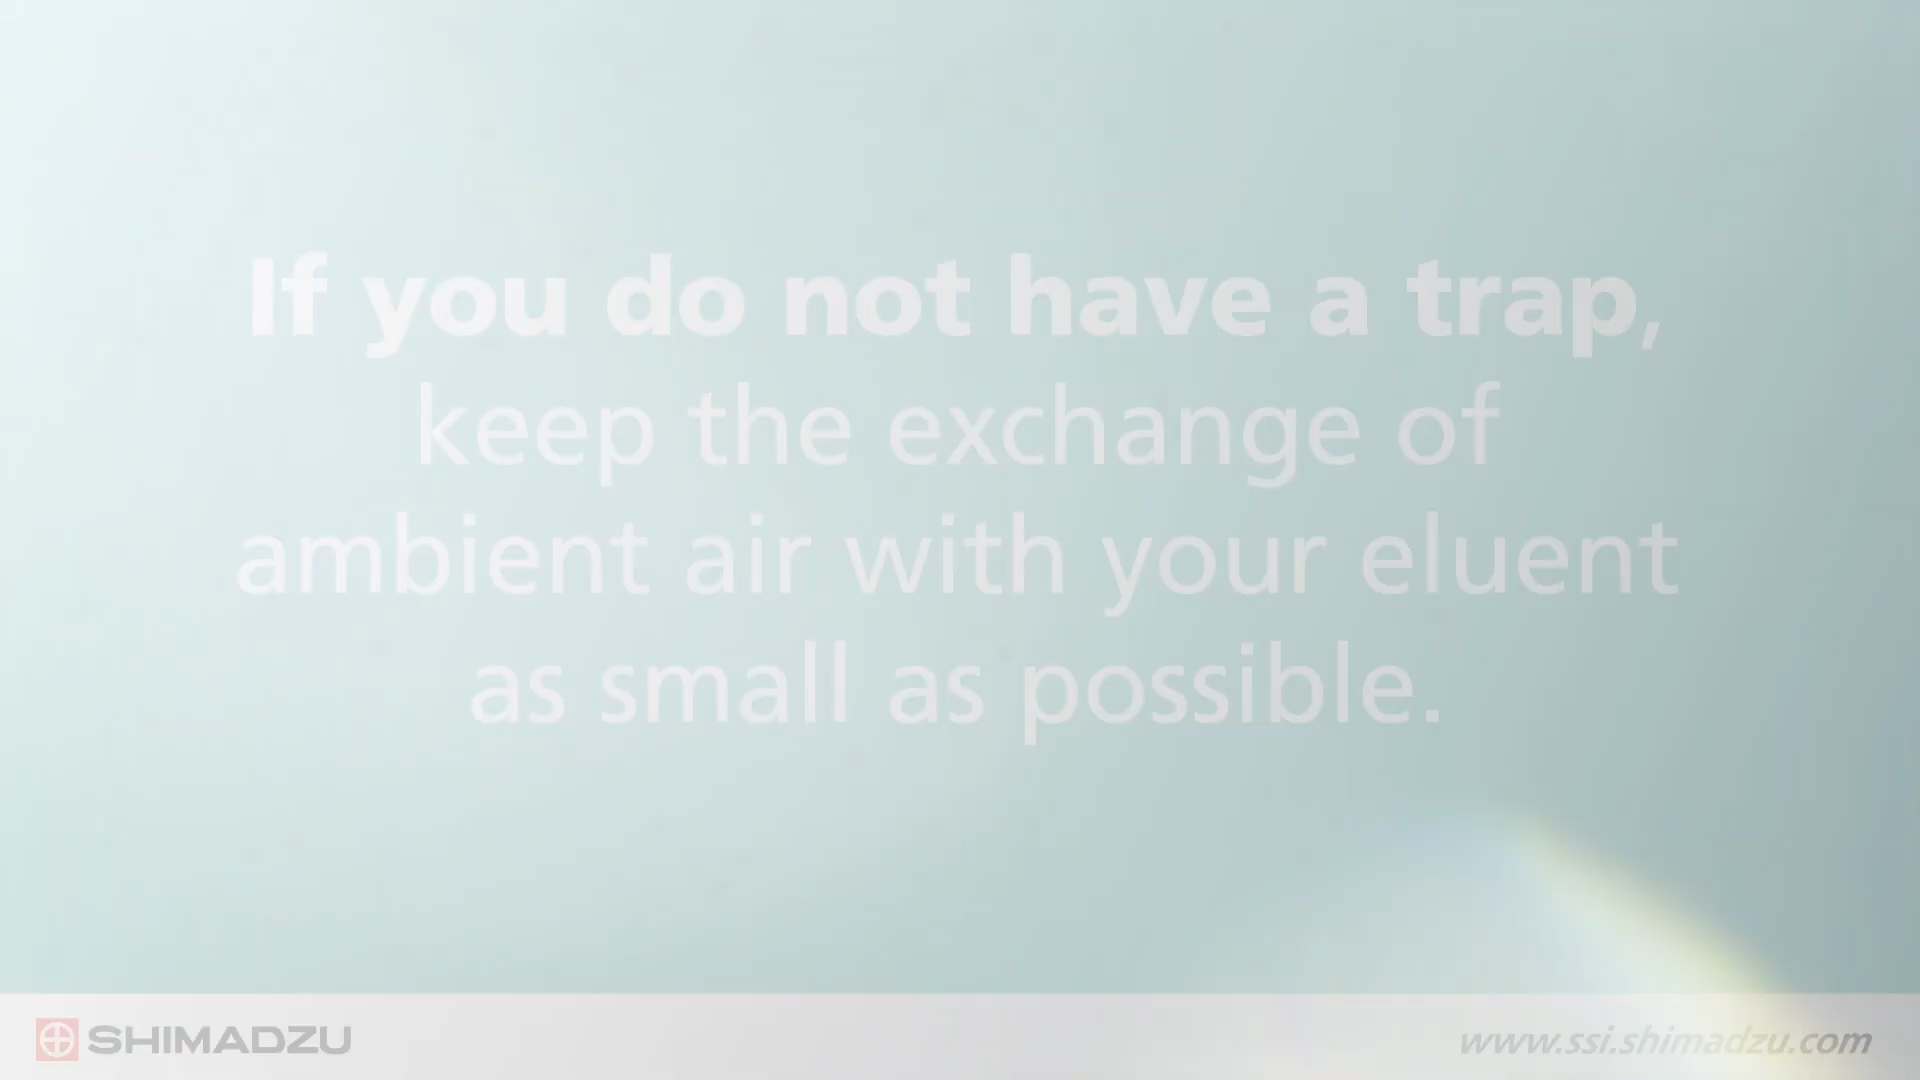 If you do not have a trap,
keep the exchange of
ambient air with your eluent
as small as possible.
SHIMADZU
www.ssi.shimadzu.com